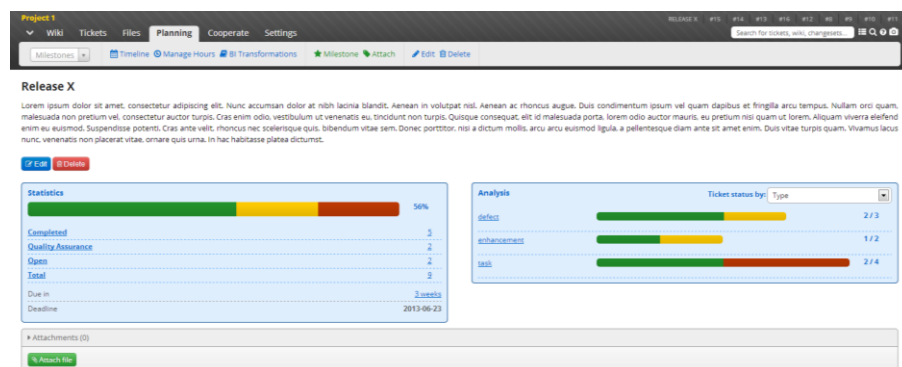 Project 1
RELEASE X #15 #14 #13 #16 #12 #8 #9 #10 #11
Wiki Tickets Files Planning Cooperate Settings
Search for tickets, wiki, changesets...
Milestones Timeline Manage Hours BI Transformations Milestone Attach Edit Delete
Release X
Lorem ipsum dolor sit amet, consectetur adipiscing elit. Nunc accumsan dolor at nibh lacinia blandit. Aenean in volutpat nisl. Aenean ac rhoncus augue. Duis condimentum ipsum vel quam dapibus et fringilla arcu tempus. Nullam orci quam,
malesuada non pretium vel, consectetur auctor turpis. Cras enim odio, vestibulum ut venenatis eu, tincidunt non turpis. Quisque consequat, elit id malesuada porta, lorem odio auctor mauris, eu pretium nisi quam ut lorem. Aliquam viverra eleifend
enim eu euismod. Suspendisse potenti. Cras ante velit, rhoncus nec scelerisque quis, bibendum vitae sem. Donec porttitor, nisi a dictum mollis, arcu arcu euismod ligula, a pellentesque diam ante sit amet enim. Duis vitae turpis quam. Vivamus lacus
nunc, venenatis non placerat vitae, ornare quis urna. In hac habitasse platea dictumst.
Edit Delete
Statistics
56%
Completed 5
Quality Assurance 2
Open 2
Total 9
Due in 3 weeks
Deadline 2013-06-23
Analysis Ticket status by: Type
defect 2 / 3
enhancement 1 / 2
task 2 / 4
Attachments (0)
Attach file